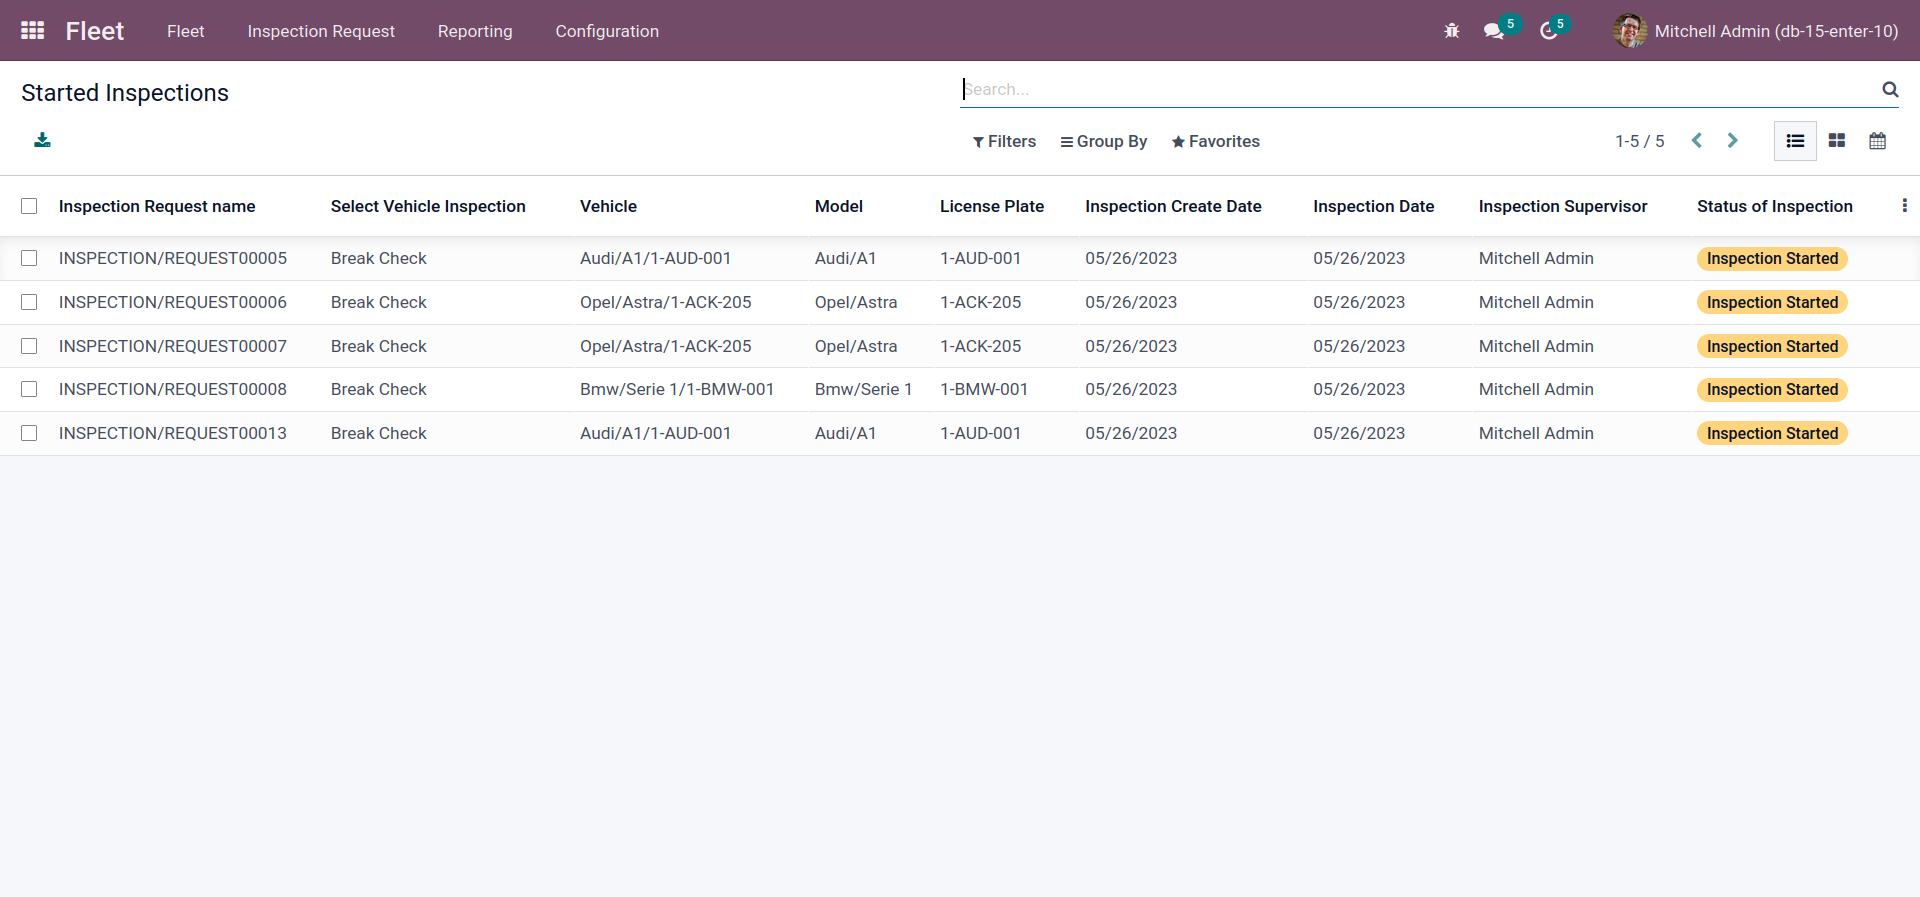 Fleet Fleet Inspection Request Reporting Configuration 5 5 Mitchell Admin (db-15-enter-10)
Started Inspections Search...
Filters Group By Favorites 1-5 / 5
Inspection Request name Select Vehicle Inspection Vehicle Model License Plate Inspection Create Date Inspection Date Inspection Supervisor Status of Inspection
INSPECTION/REQUEST00005 Break Check Audi/A1/1-AUD-001 Audi/A1 1-AUD-001 05/26/2023 05/26/2023 Mitchell Admin Inspection Started
INSPECTION/REQUEST00006 Break Check Opel/Astra/1-ACK-205 Opel/Astra 1-ACK-205 05/26/2023 05/26/2023 Mitchell Admin Inspection Started
INSPECTION/REQUEST00007 Break Check Opel/Astra/1-ACK-205 Opel/Astra 1-ACK-205 05/26/2023 05/26/2023 Mitchell Admin Inspection Started
INSPECTION/REQUEST00008 Break Check Bmw/Serie 1/1-BMW-001 Bmw/Serie 1 1-BMW-001 05/26/2023 05/26/2023 Mitchell Admin Inspection Started
INSPECTION/REQUEST00013 Break Check Audi/A1/1-AUD-001 Audi/A1 1-AUD-001 05/26/2023 05/26/2023 Mitchell Admin Inspection Started